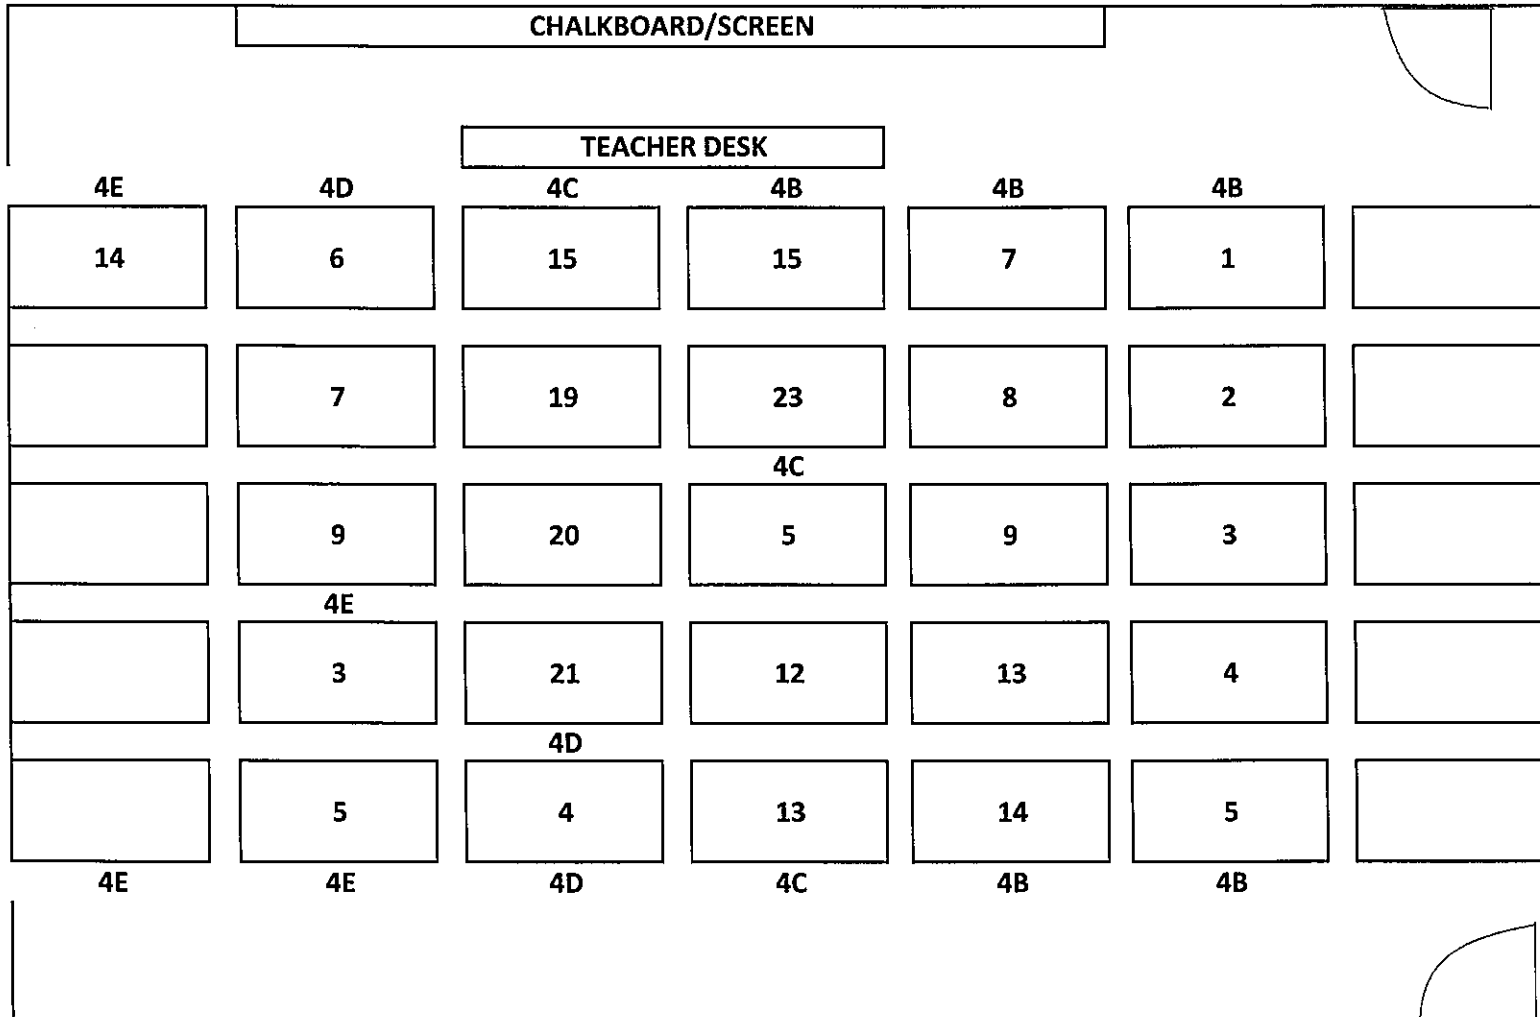 CHALKBOARD/SCREEN
TEACHER DESK
4E 4D 4C 4B 4B 4B
14 6 15 15 7 1
7 19 23 8 2
4C
9 20 5 9 3
4E
3 21 12 13 4
4D
5 4 13 14 5
4E 4E 4D 4C 4B 4B